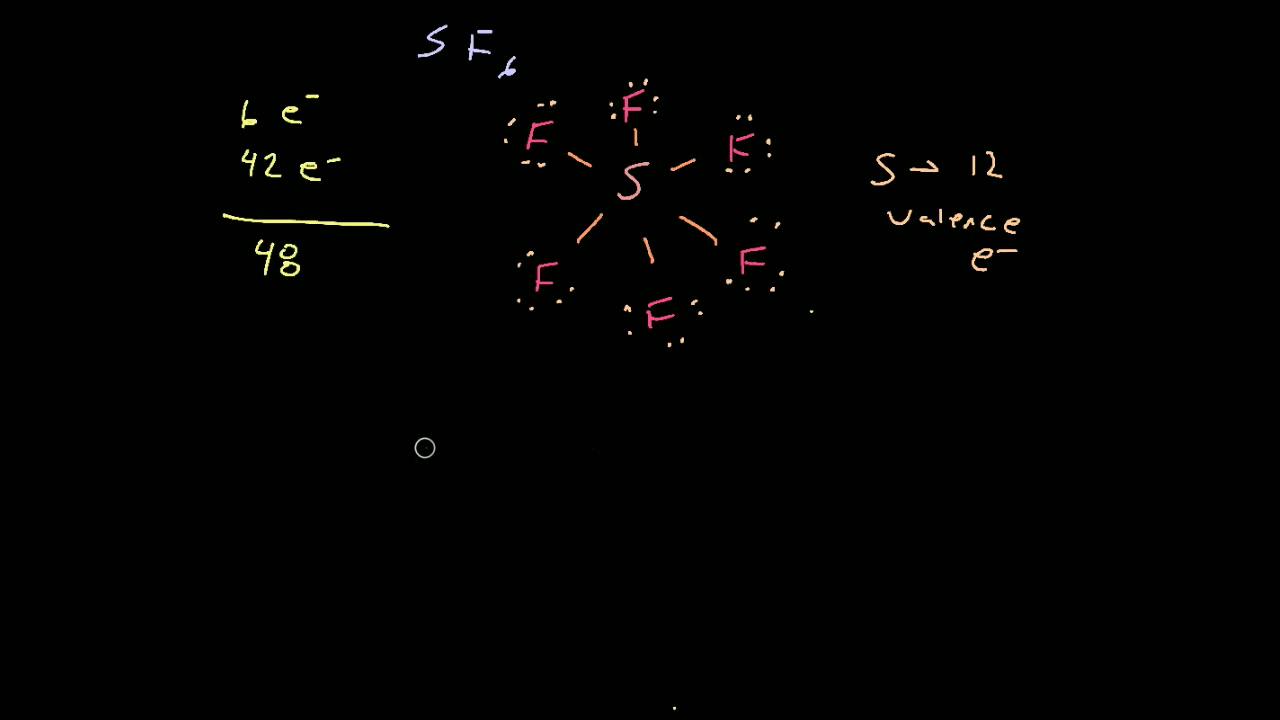 SF₆
6 e⁻
42 e⁻
48
F F F
S
F F F
S → 12
valence
e⁻